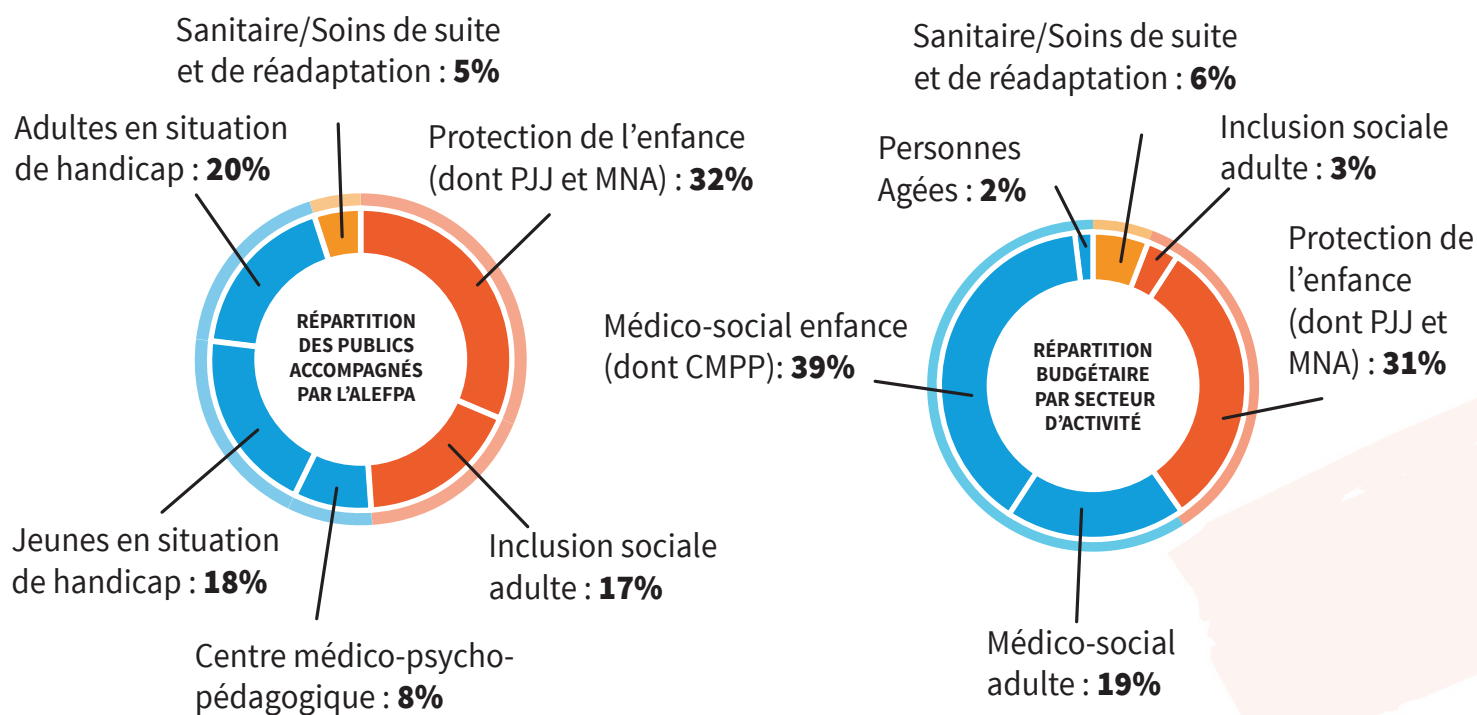 Sanitaire/Soins de suite
et de réadaptation : 5%
Adultes en situation
de handicap : 20%
Protection de l’enfance
(dont PJJ et MNA) : 32%
RÉPARTITION
DES PUBLICS
ACCOMPAGNÉS
PAR L’ALEFPA
Jeunes en situation
de handicap : 18%
Inclusion sociale
adulte : 17%
Centre médico-psycho-
pédagogique : 8%
Sanitaire/Soins de suite
et de réadaptation : 6%
Personnes
Agées : 2%
Inclusion sociale
adulte : 3%
Protection de
l’enfance
(dont PJJ et
MNA) : 31%
Médico-social enfance
(dont CMPP): 39%
RÉPARTITION
BUDGÉTAIRE
PAR SECTEUR
D’ACTIVITÉ
Médico-social
adulte : 19%